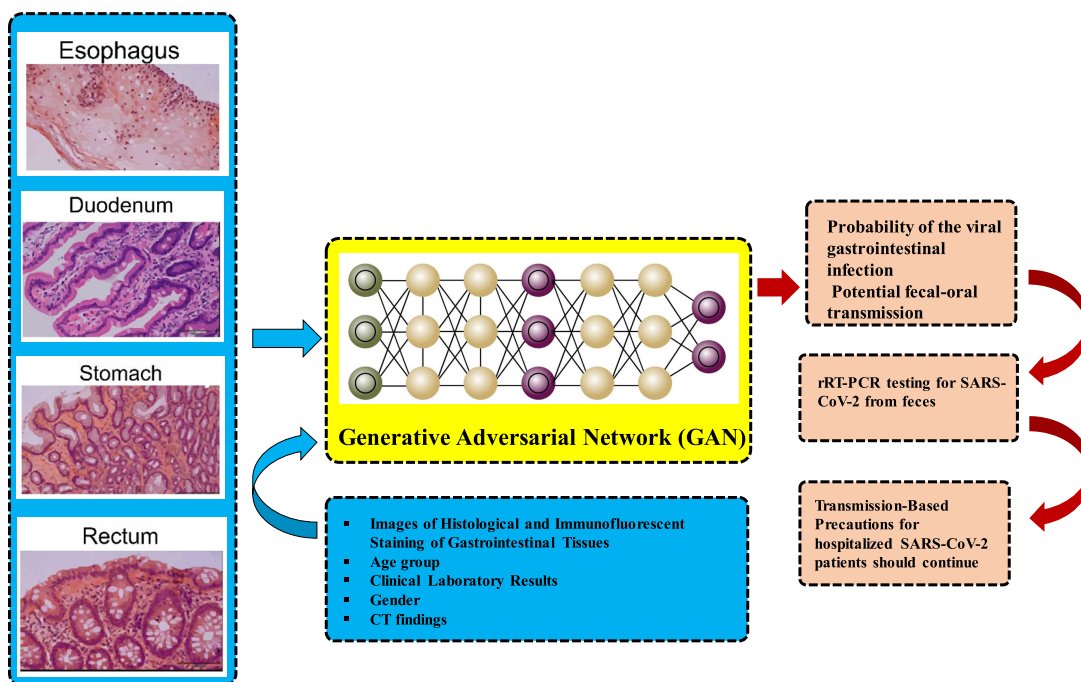 Esophagus
Duodenum
Stomach
Rectum
Generative Adversarial Network (GAN)
▪ Images of Histological and Immunofluorescent
Staining of Gastrointestinal Tissues
▪ Age group
▪ Clinical Laboratory Results
▪ Gender
▪ CT findings
Probability of the viral
gastrointestinal
infection
Potential fecal-oral
transmission
rRT-PCR testing for SARS-
CoV-2 from feces
Transmission-Based
Precautions for
hospitalized SARS-CoV-2
patients should continue